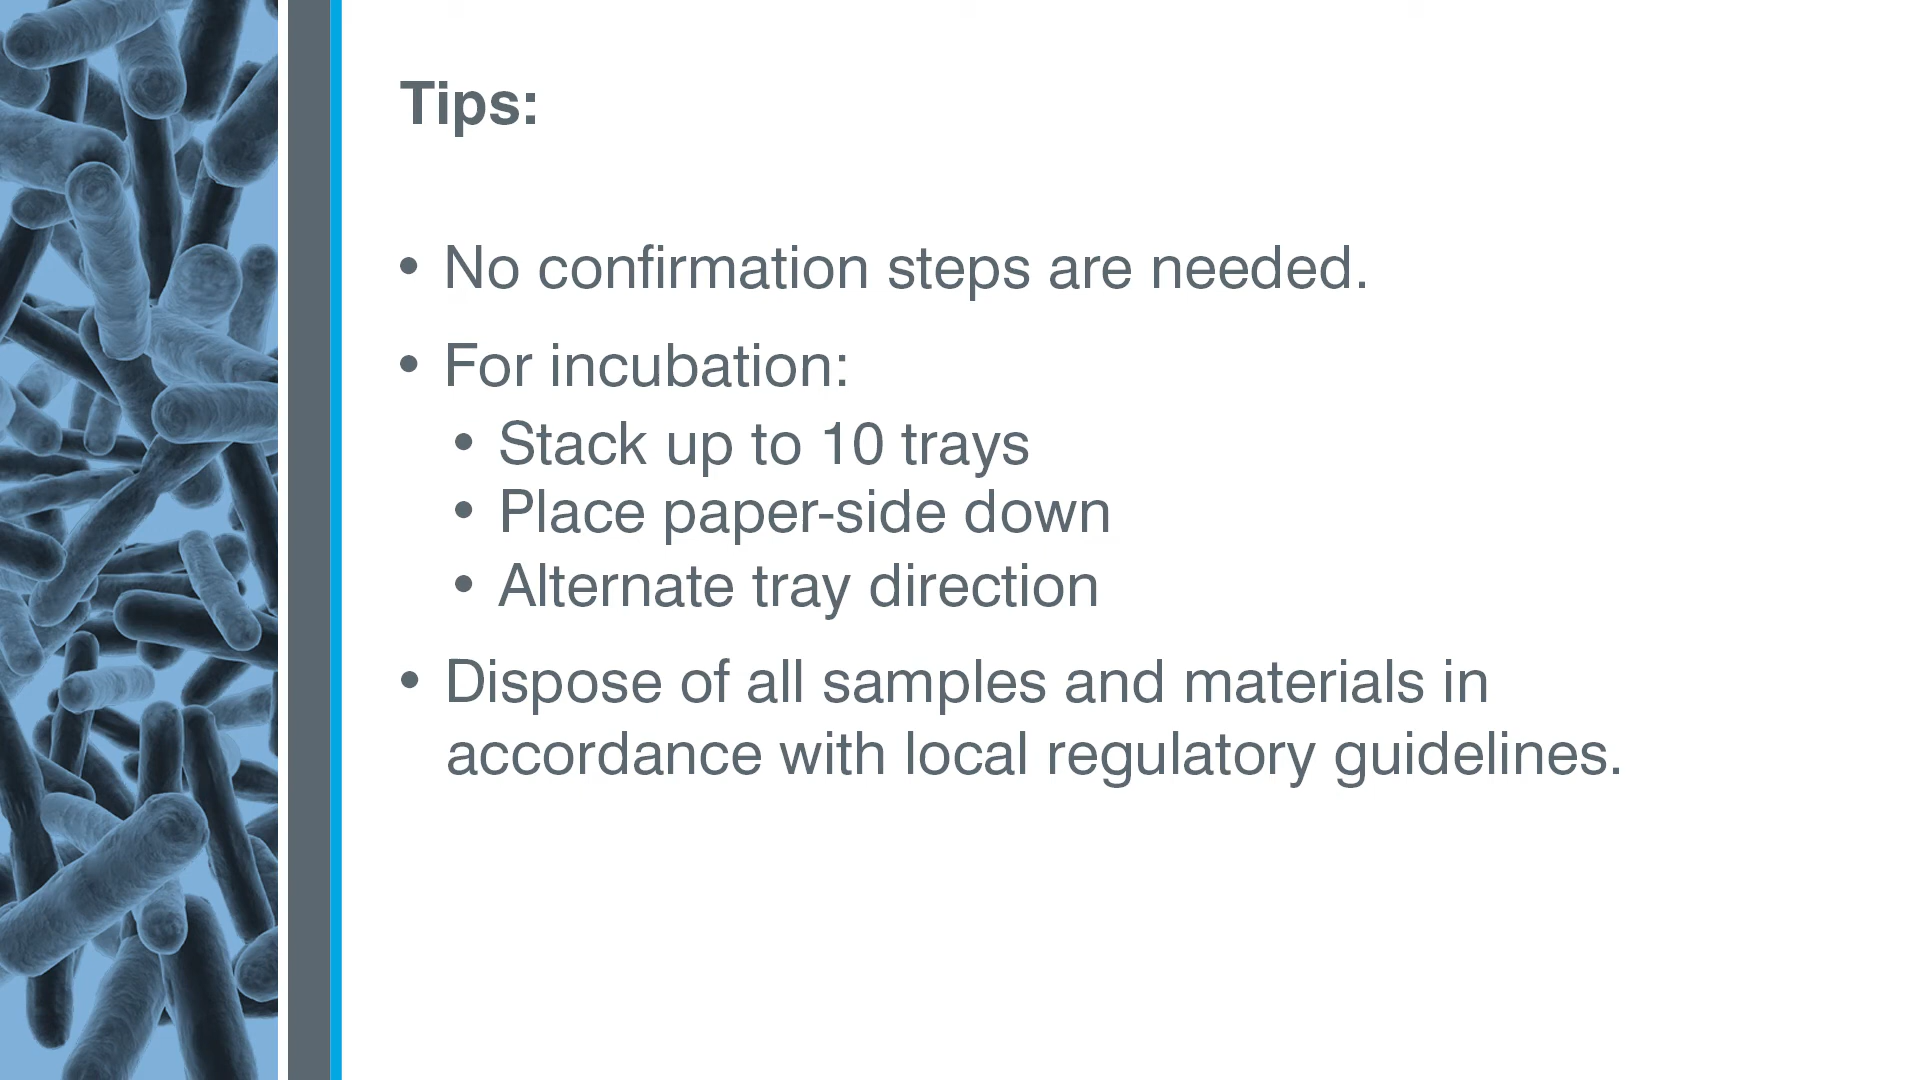 Tips:
• No confirmation steps are needed.
• For incubation:
• Stack up to 10 trays
• Place paper-side down
• Alternate tray direction
• Dispose of all samples and materials in
accordance with local regulatory guidelines.